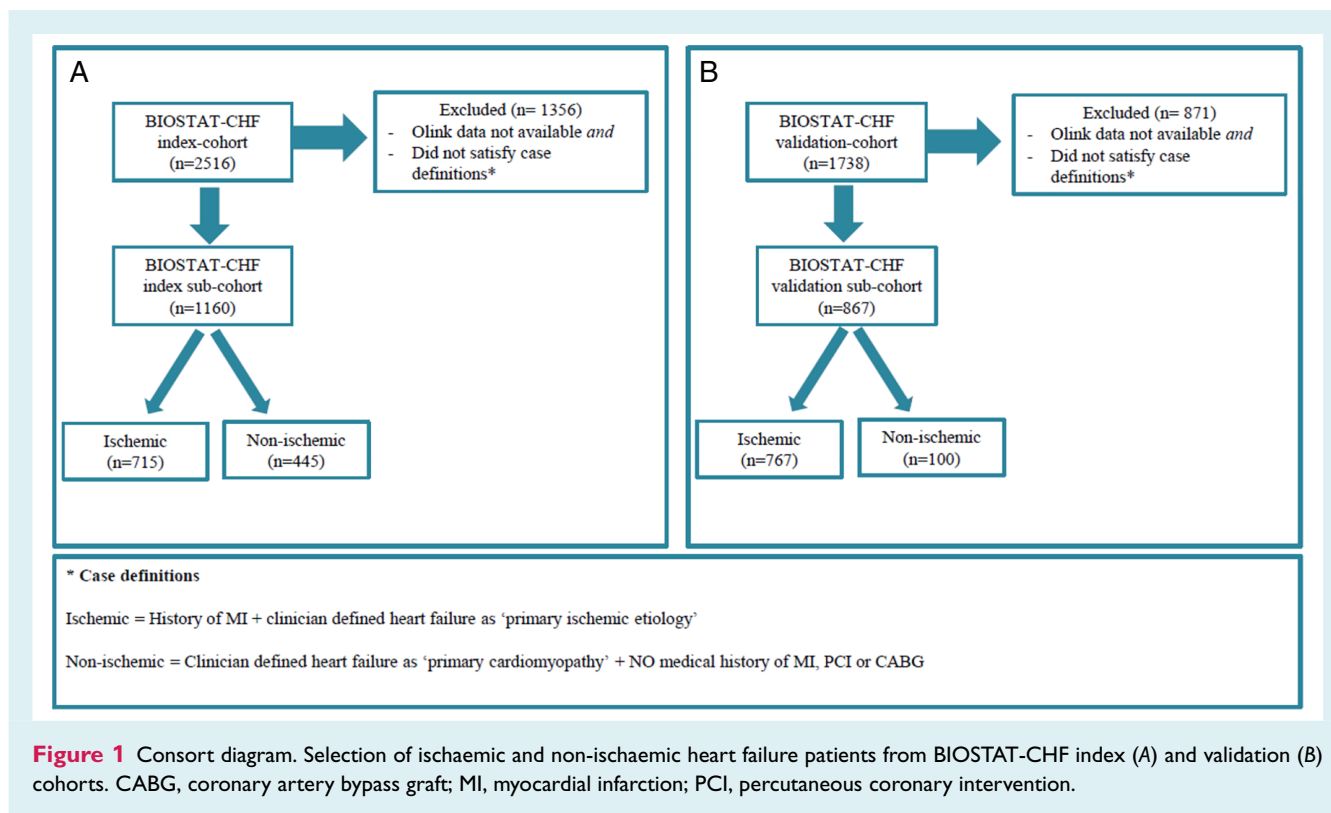 A
BIOSTAT-CHF
index-cohort
(n=2516)
Excluded (n= 1356)
- Olink data not available and
- Did not satisfy case
definitions*
BIOSTAT-CHF
index sub-cohort
(n=1160)
Ischemic
(n=715)
Non-ischemic
(n=445)
B
BIOSTAT-CHF
validation-cohort
(n=1738)
Excluded (n= 871)
- Olink data not available and
- Did not satisfy case
definitions*
BIOSTAT-CHF
validation sub-cohort
(n=867)
Ischemic
(n=767)
Non-ischemic
(n=100)
* Case definitions
Ischemic = History of MI + clinician defined heart failure as ‘primary ischemic etiology’
Non-ischemic = Clinician defined heart failure as ‘primary cardiomyopathy’ + NO medical history of MI, PCI or CABG
Figure 1 Consort diagram. Selection of ischaemic and non-ischaemic heart failure patients from BIOSTAT-CHF index (A) and validation (B)
cohorts. CABG, coronary artery bypass graft; MI, myocardial infarction; PCI, percutaneous coronary intervention.